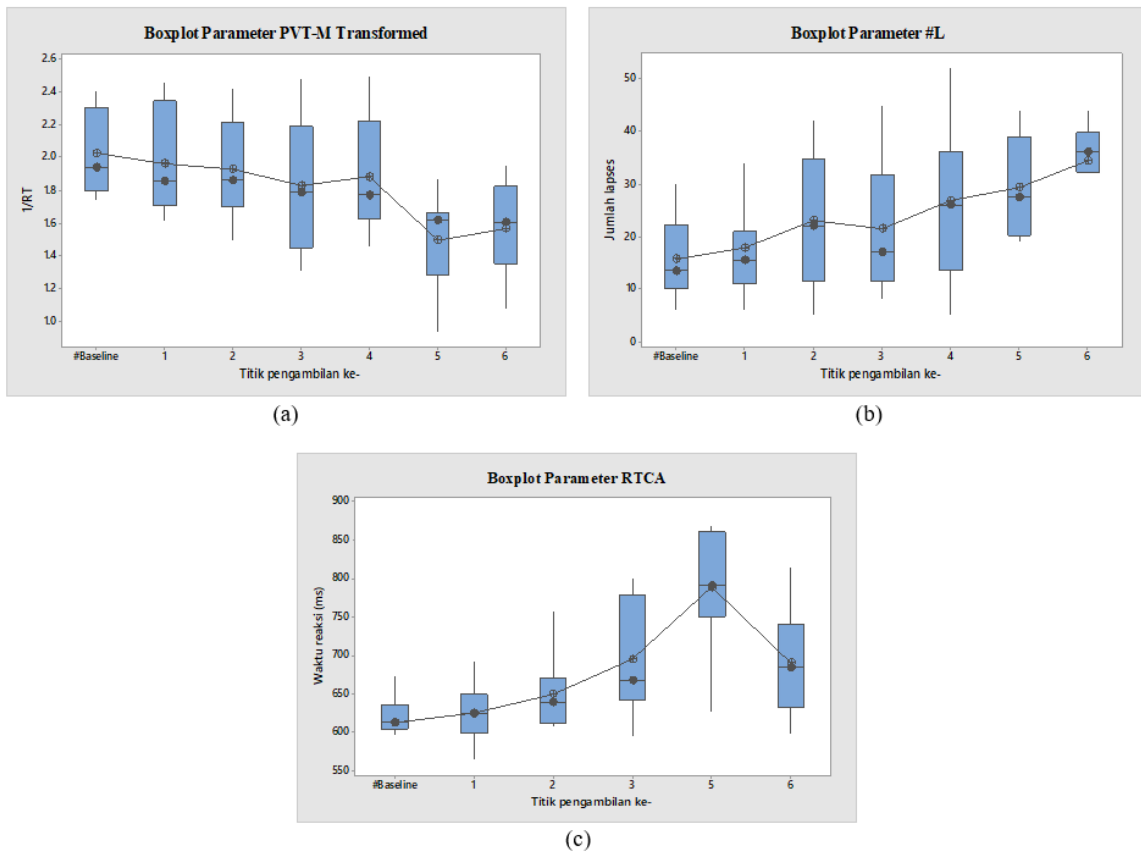 Boxplot Parameter PVT-M Transformed
2.6
2.4
2.2
2.0
1.8
1.6
1.4
1.2
1.0
1/RT
#Baseline 1 2 3 4 5 6
Titik pengambilan ke-
(a)
Boxplot Parameter #L
50
40
30
20
10
0
Jumlah lapses
#Baseline 1 2 3 4 5 6
Titik pengambilan ke-
(b)
Boxplot Parameter RTCA
900
850
800
750
700
650
600
550
Waktu reaksi (ms)
#Baseline 1 2 3 5 6
Titik pengambilan ke-
(c)